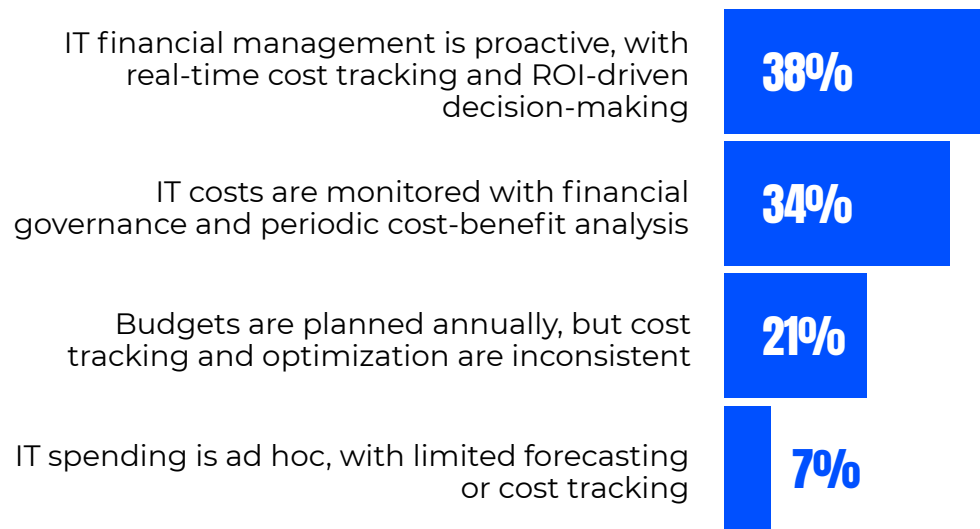 IT financial management is proactive, with
real-time cost tracking and ROI-driven
decision-making
38%
IT costs are monitored with financial
governance and periodic cost-benefit analysis
34%
Budgets are planned annually, but cost
tracking and optimization are inconsistent
21%
IT spending is ad hoc, with limited forecasting
or cost tracking
7%